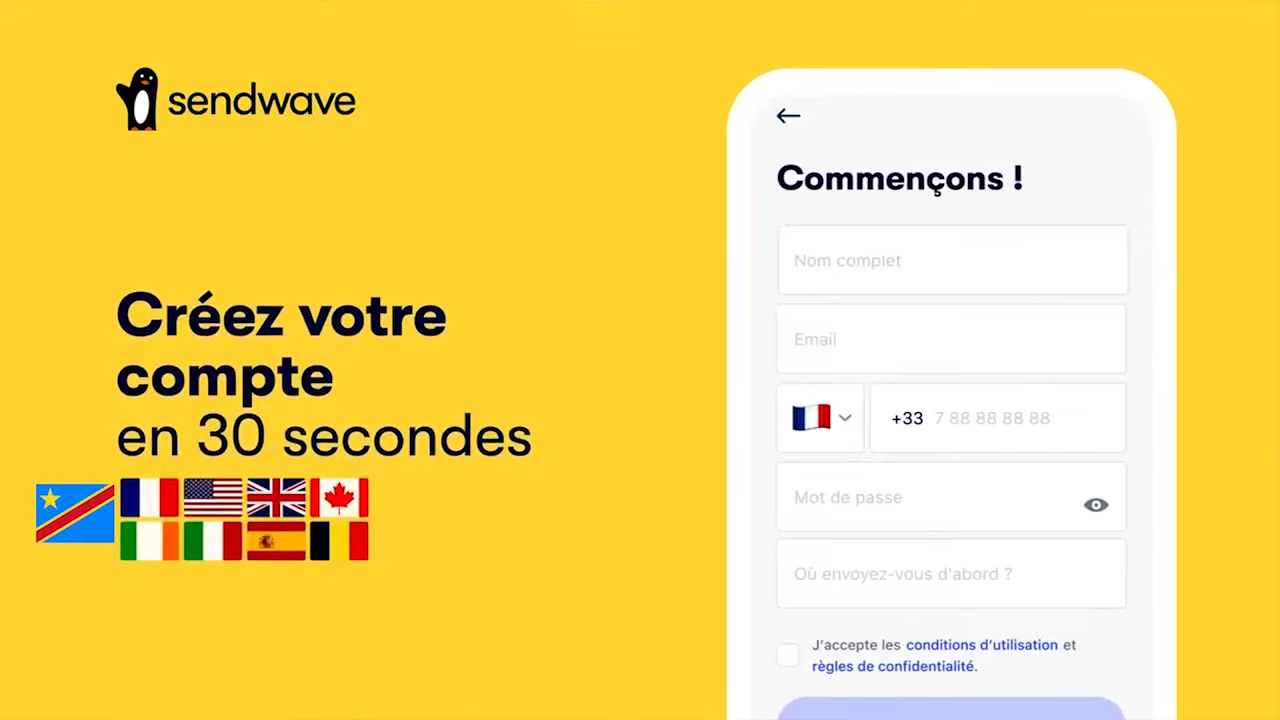 sendwave
Créez votre
compte
en 30 secondes
Commençons !
Nom complet
Email
+33 7 88 88 88 88
Mot de passe
Où envoyez-vous d'abord ?
J'accepte les conditions d'utilisation et
règles de confidentialité.